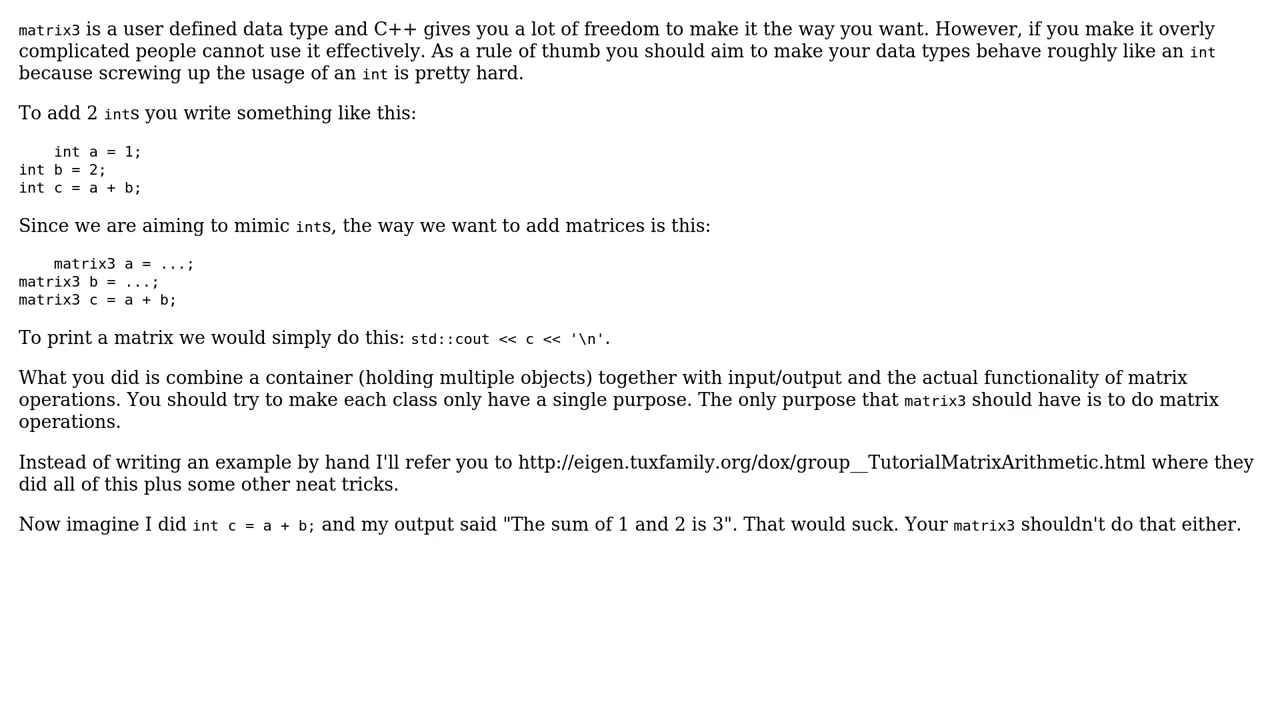 matrix3 is a user defined data type and C++ gives you a lot of freedom to make it the way you want. However, if you make it overly
complicated people cannot use it effectively. As a rule of thumb you should aim to make your data types behave roughly like an int
because screwing up the usage of an int is pretty hard.
To add 2 ints you write something like this:
int a = 1;
int b = 2;
int c = a + b;
Since we are aiming to mimic ints, the way we want to add matrices is this:
matrix3 a = ...;
matrix3 b = ...;
matrix3 c = a + b;
To print a matrix we would simply do this: std::cout << c << '\n'.
What you did is combine a container (holding multiple objects) together with input/output and the actual functionality of matrix
operations. You should try to make each class only have a single purpose. The only purpose that matrix3 should have is to do matrix
operations.
Instead of writing an example by hand I'll refer you to http://eigen.tuxfamily.org/dox/group__TutorialMatrixArithmetic.html where they
did all of this plus some other neat tricks.
Now imagine I did int c = a + b; and my output said "The sum of 1 and 2 is 3". That would suck. Your matrix3 shouldn't do that either.